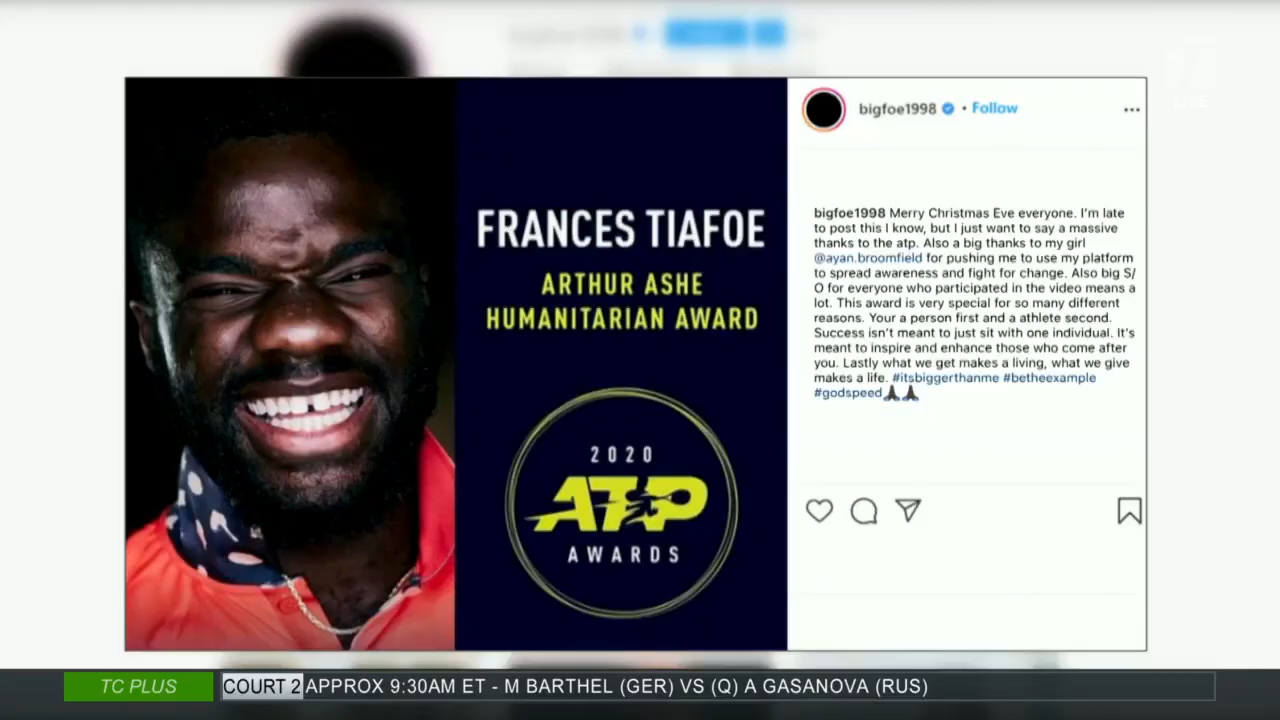 LIVE
bigfoe1998 • Follow
FRANCES TIAFOE
ARTHUR ASHE
HUMANITARIAN AWARD
2020
ATP
AWARDS
bigfoe1998 Merry Christmas Eve everyone. I'm late
to post this I know, but I just want to say a massive
thanks to the atp. Also a big thanks to my girl
@ayan.broomfield for pushing me to use my platform
to spread awareness and fight for change. Also big S/
O for everyone who participated in the video means a
lot. This award is very special for so many different
reasons. Your a person first and a athlete second.
Success isn't meant to just sit with one individual. It's
meant to inspire and enhance those who come after
you. Lastly what we get makes a living, what we give
makes a life. #itsbiggerthanme #betheexample
#godspeed🙏🏿🙏🏿
TC PLUS
COURT 2 APPROX 9:30AM ET - M BARTHEL (GER) VS (Q) A GASANOVA (RUS)